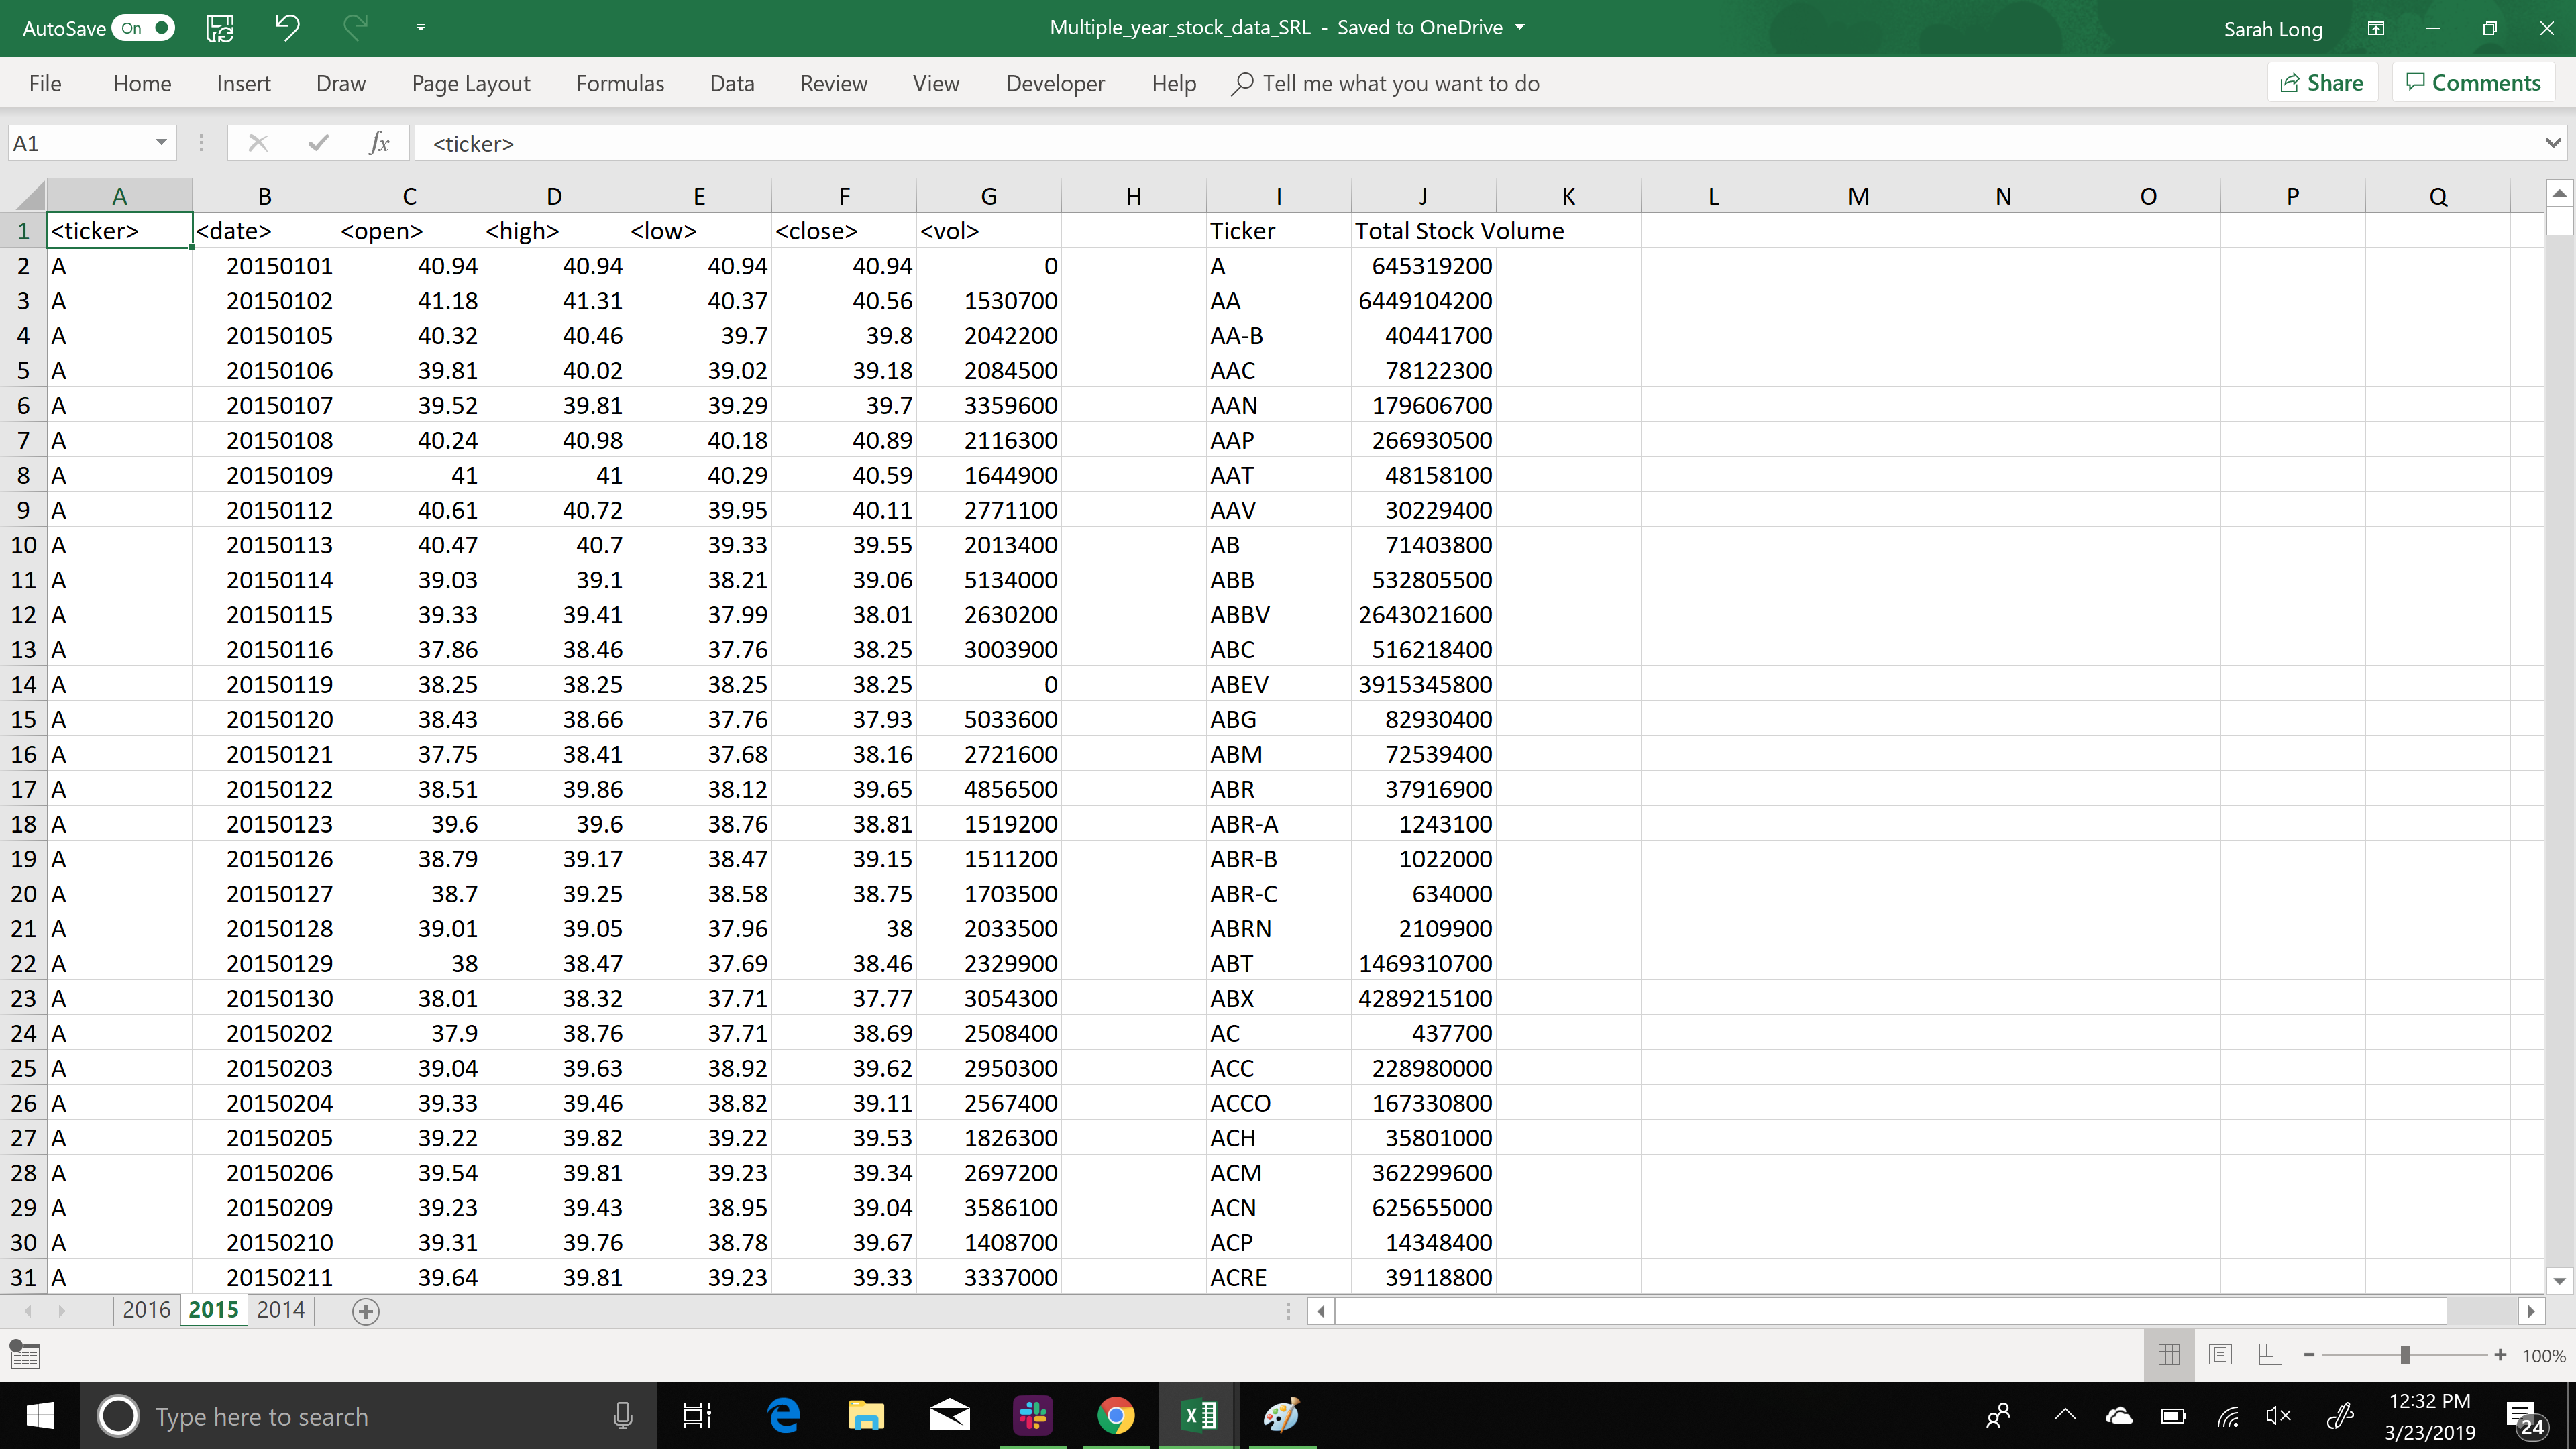 AutoSave On Multiple_year_stock_data_SRL - Saved to OneDrive Sarah Long
File Home Insert Draw Page Layout Formulas Data Review View Developer Help Tell me what you want to do Share Comments
A1 fx <ticker>
A B C D E F G H I J K L M N O P Q
1 <ticker> <date> <open> <high> <low> <close> <vol> Ticker Total Stock Volume
2 A 20150101 40.94 40.94 40.94 40.94 0 A 645319200
3 A 20150102 41.18 41.31 40.37 40.56 1530700 AA 6449104200
4 A 20150105 40.32 40.46 39.7 39.8 2042200 AA-B 40441700
5 A 20150106 39.81 40.02 39.02 39.18 2084500 AAC 78122300
6 A 20150107 39.52 39.81 39.29 39.7 3359600 AAN 179606700
7 A 20150108 40.24 40.98 40.18 40.89 2116300 AAP 266930500
8 A 20150109 41 41 40.29 40.59 1644900 AAT 48158100
9 A 20150112 40.61 40.72 39.95 40.11 2771100 AAV 30229400
10 A 20150113 40.47 40.7 39.33 39.55 2013400 AB 71403800
11 A 20150114 39.03 39.1 38.21 39.06 5134000 ABB 532805500
12 A 20150115 39.33 39.41 37.99 38.01 2630200 ABBV 2643021600
13 A 20150116 37.86 38.46 37.76 38.25 3003900 ABC 516218400
14 A 20150119 38.25 38.25 38.25 38.25 0 ABEV 3915345800
15 A 20150120 38.43 38.66 37.76 37.93 5033600 ABG 82930400
16 A 20150121 37.75 38.41 37.68 38.16 2721600 ABM 72539400
17 A 20150122 38.51 39.86 38.12 39.65 4856500 ABR 37916900
18 A 20150123 39.6 39.6 38.76 38.81 1519200 ABR-A 1243100
19 A 20150126 38.79 39.17 38.47 39.15 1511200 ABR-B 1022000
20 A 20150127 38.7 39.25 38.58 38.75 1703500 ABR-C 634000
21 A 20150128 39.01 39.05 37.96 38 2033500 ABRN 2109900
22 A 20150129 38 38.47 37.69 38.46 2329900 ABT 1469310700
23 A 20150130 38.01 38.32 37.71 37.77 3054300 ABX 4289215100
24 A 20150202 37.9 38.76 37.71 38.69 2508400 AC 437700
25 A 20150203 39.04 39.63 38.92 39.62 2950300 ACC 228980000
26 A 20150204 39.33 39.46 38.82 39.11 2567400 ACCO 167330800
27 A 20150205 39.22 39.82 39.22 39.53 1826300 ACH 35801000
28 A 20150206 39.54 39.81 39.23 39.34 2697200 ACM 362299600
29 A 20150209 39.23 39.43 38.95 39.04 3586100 ACN 625655000
30 A 20150210 39.31 39.76 38.78 39.67 1408700 ACP 14348400
31 A 20150211 39.64 39.81 39.23 39.33 3337000 ACRE 39118800
2016 2015 2014
100%
Type here to search 12:32 PM
3/23/2019 24